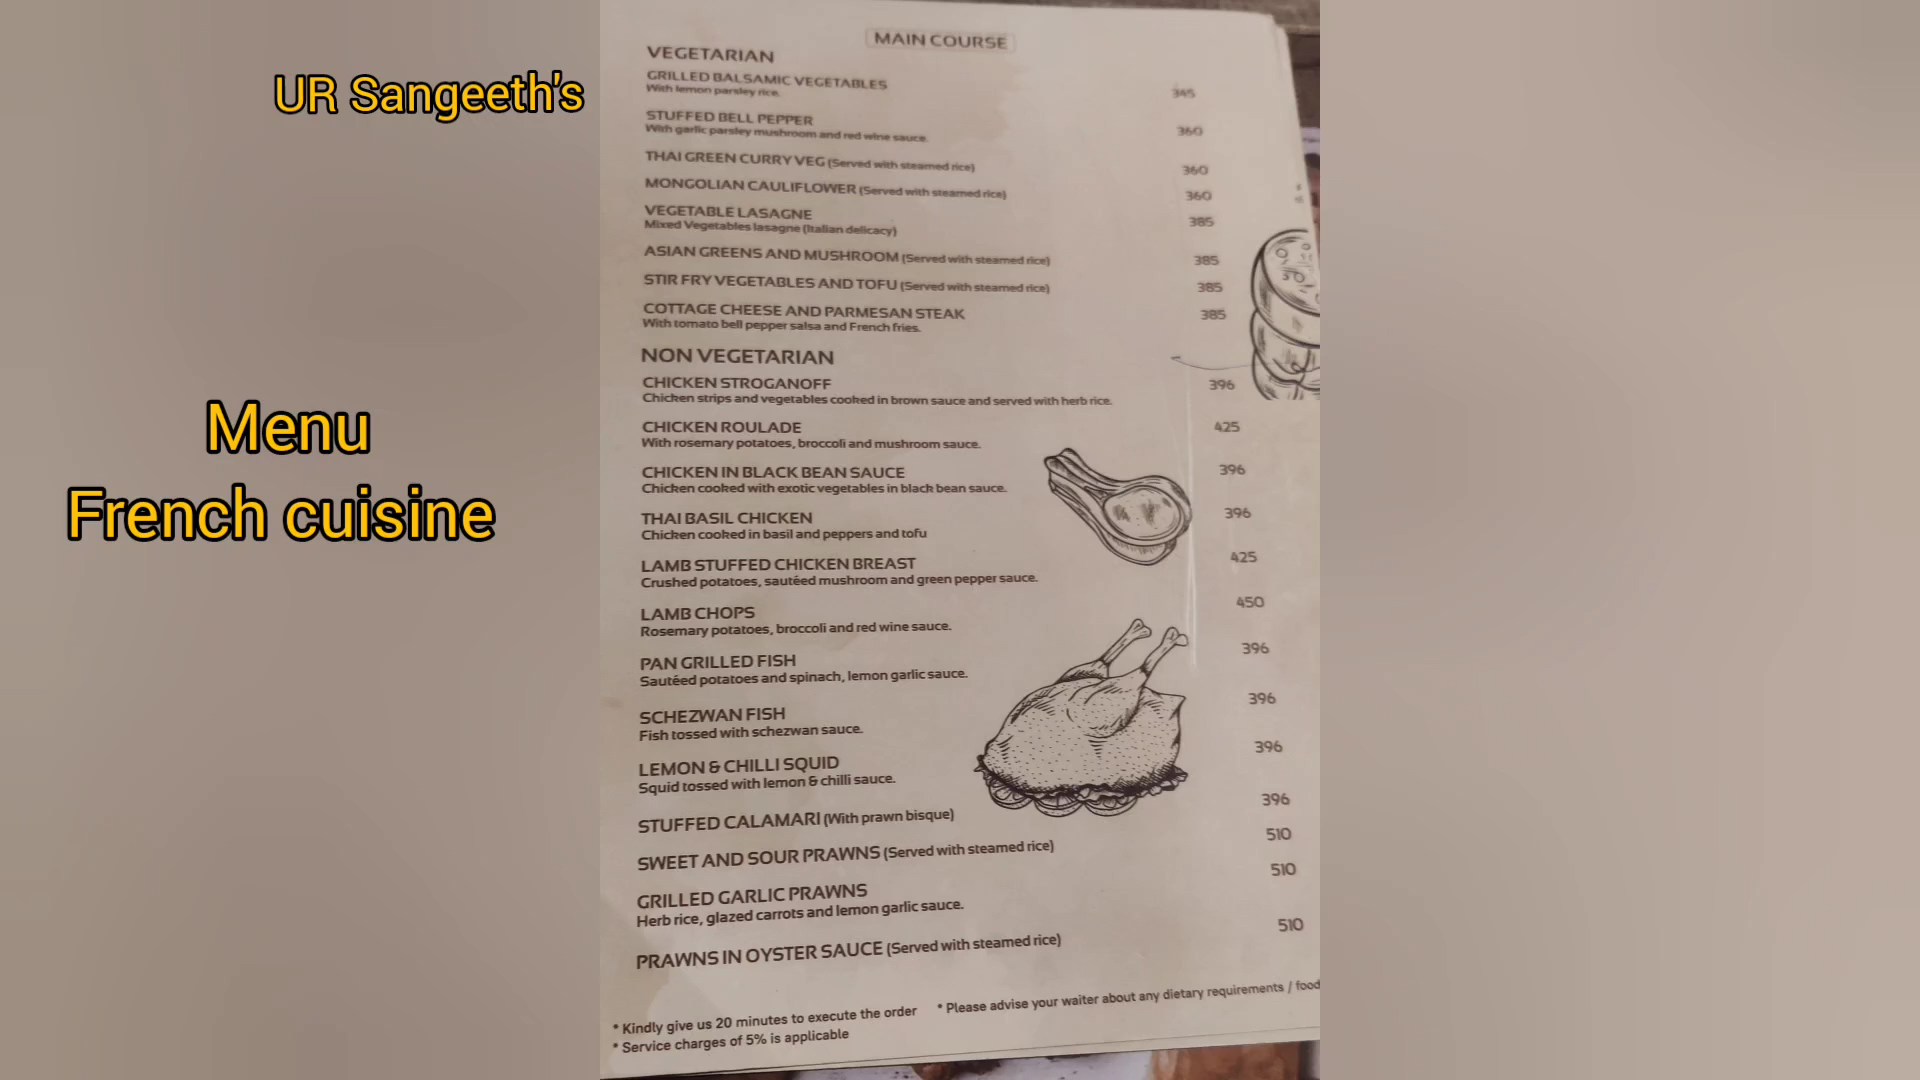 UR Sangeeth's
Menu
French cuisine
MAIN COURSE
VEGETARIAN
GRILLED BALSAMIC VEGETABLES 345
With lemon parsley rice.
STUFFED BELL PEPPER 360
With garlic parsley mushroom and red wine sauce.
THAI GREEN CURRY VEG (Served with steamed rice) 360
MONGOLIAN CAULIFLOWER (Served with steamed rice) 360
VEGETABLE LASAGNE 385
Mixed Vegetables lasagne (Italian delicacy)
ASIAN GREENS AND MUSHROOM (Served with steamed rice) 385
STIR FRY VEGETABLES AND TOFU (Served with steamed rice) 385
COTTAGE CHEESE AND PARMESAN STEAK 385
With tomato bell pepper salsa and French fries.
NON VEGETARIAN
CHICKEN STROGANOFF 396
Chicken strips and vegetables cooked in brown sauce and served with herb rice.
CHICKEN ROULADE 425
With rosemary potatoes, broccoli and mushroom sauce.
CHICKEN IN BLACK BEAN SAUCE 396
Chicken cooked with exotic vegetables in black bean sauce.
THAI BASIL CHICKEN 396
Chicken cooked in basil and peppers and tofu
LAMB STUFFED CHICKEN BREAST 425
Crushed potatoes, sautéed mushroom and green pepper sauce.
LAMB CHOPS 450
Rosemary potatoes, broccoli and red wine sauce.
PAN GRILLED FISH 396
Sautéed potatoes and spinach, lemon garlic sauce.
SCHEZWAN FISH 396
Fish tossed with schezwan sauce.
LEMON & CHILLI SQUID 396
Squid tossed with lemon & chilli sauce.
STUFFED CALAMARI (With prawn bisque) 396
SWEET AND SOUR PRAWNS (Served with steamed rice) 510
GRILLED GARLIC PRAWNS 510
Herb rice, glazed carrots and lemon garlic sauce.
PRAWNS IN OYSTER SAUCE (Served with steamed rice) 510
* Kindly give us 20 minutes to execute the order * Please advise your waiter about any dietary requirements / food
* Service charges of 5% is applicable